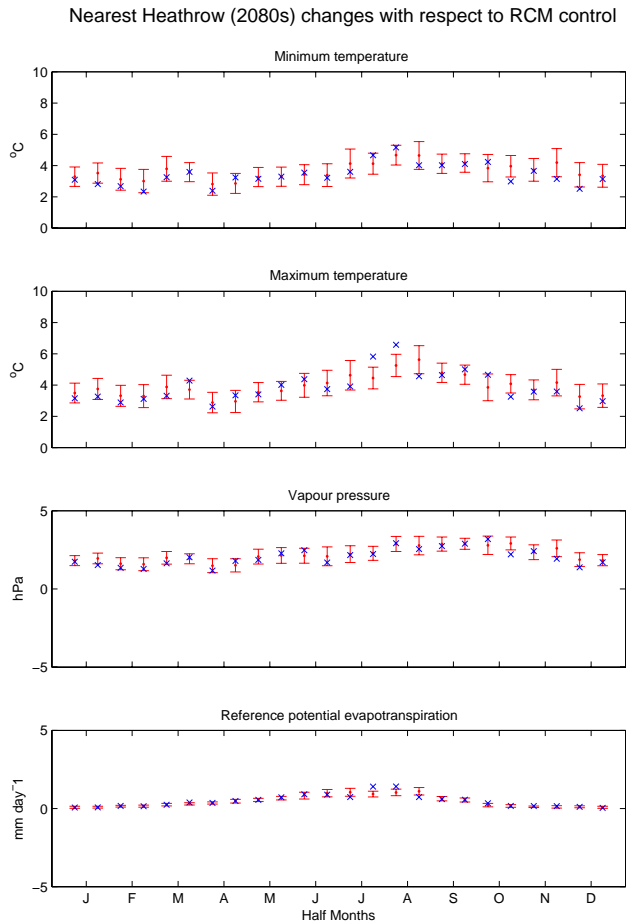 Nearest Heathrow (2080s) changes with respect to RCM control
Minimum temperature
10
8
6
4
2
0
oC
Maximum temperature
10
8
6
4
2
0
oC
Vapour pressure
5
0
−5
hPa
Reference potential evapotranspiration
5
0
−5
mm day−1
J F M A M J J A S O N D
Half Months